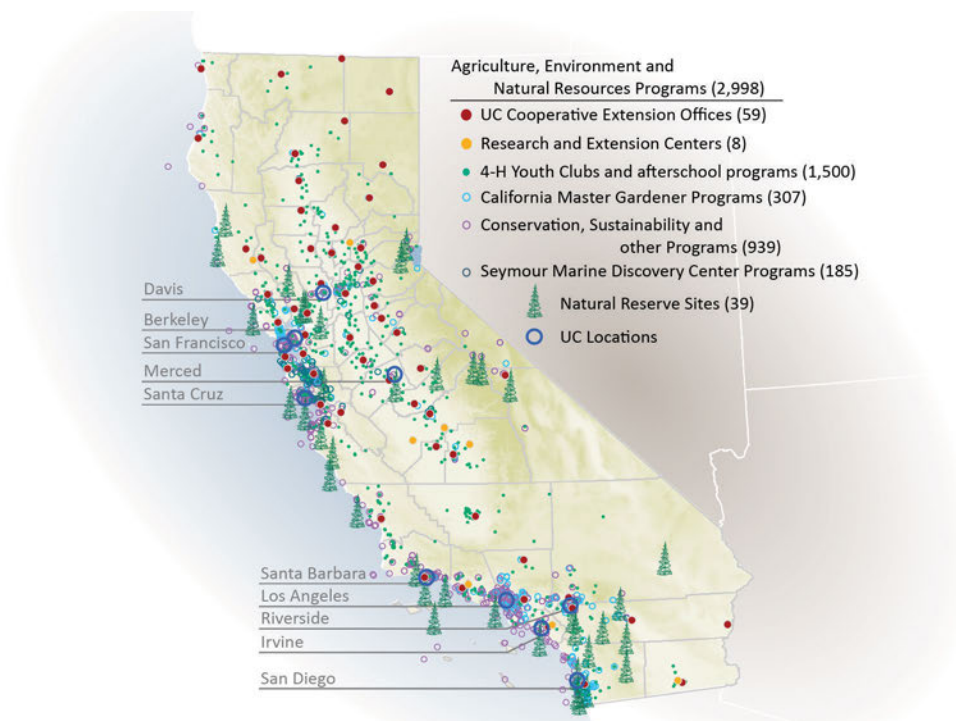 Agriculture, Environment and
Natural Resources Programs (2,998)
UC Cooperative Extension Offices (59)
Research and Extension Centers (8)
4-H Youth Clubs and afterschool programs (1,500)
California Master Gardener Programs (307)
Conservation, Sustainability and
other Programs (939)
Seymour Marine Discovery Center Programs (185)
Natural Reserve Sites (39)
UC Locations
Davis
Berkeley
San Francisco
Merced
Santa Cruz
Santa Barbara
Los Angeles
Riverside
Irvine
San Diego